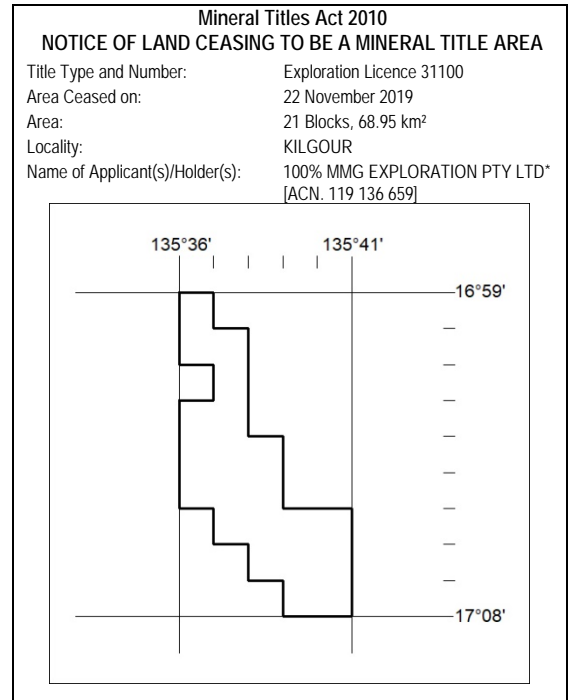 Mineral Titles Act 2010
NOTICE OF LAND CEASING TO BE A MINERAL TITLE AREA
Title Type and Number: Exploration Licence 31100
Area Ceased on: 22 November 2019
Area: 21 Blocks, 68.95 km²
Locality: KILGOUR
Name of Applicant(s)/Holder(s): 100% MMG EXPLORATION PTY LTD*
[ACN. 119 136 659]
135°36' 135°41'
16°59'
17°08'